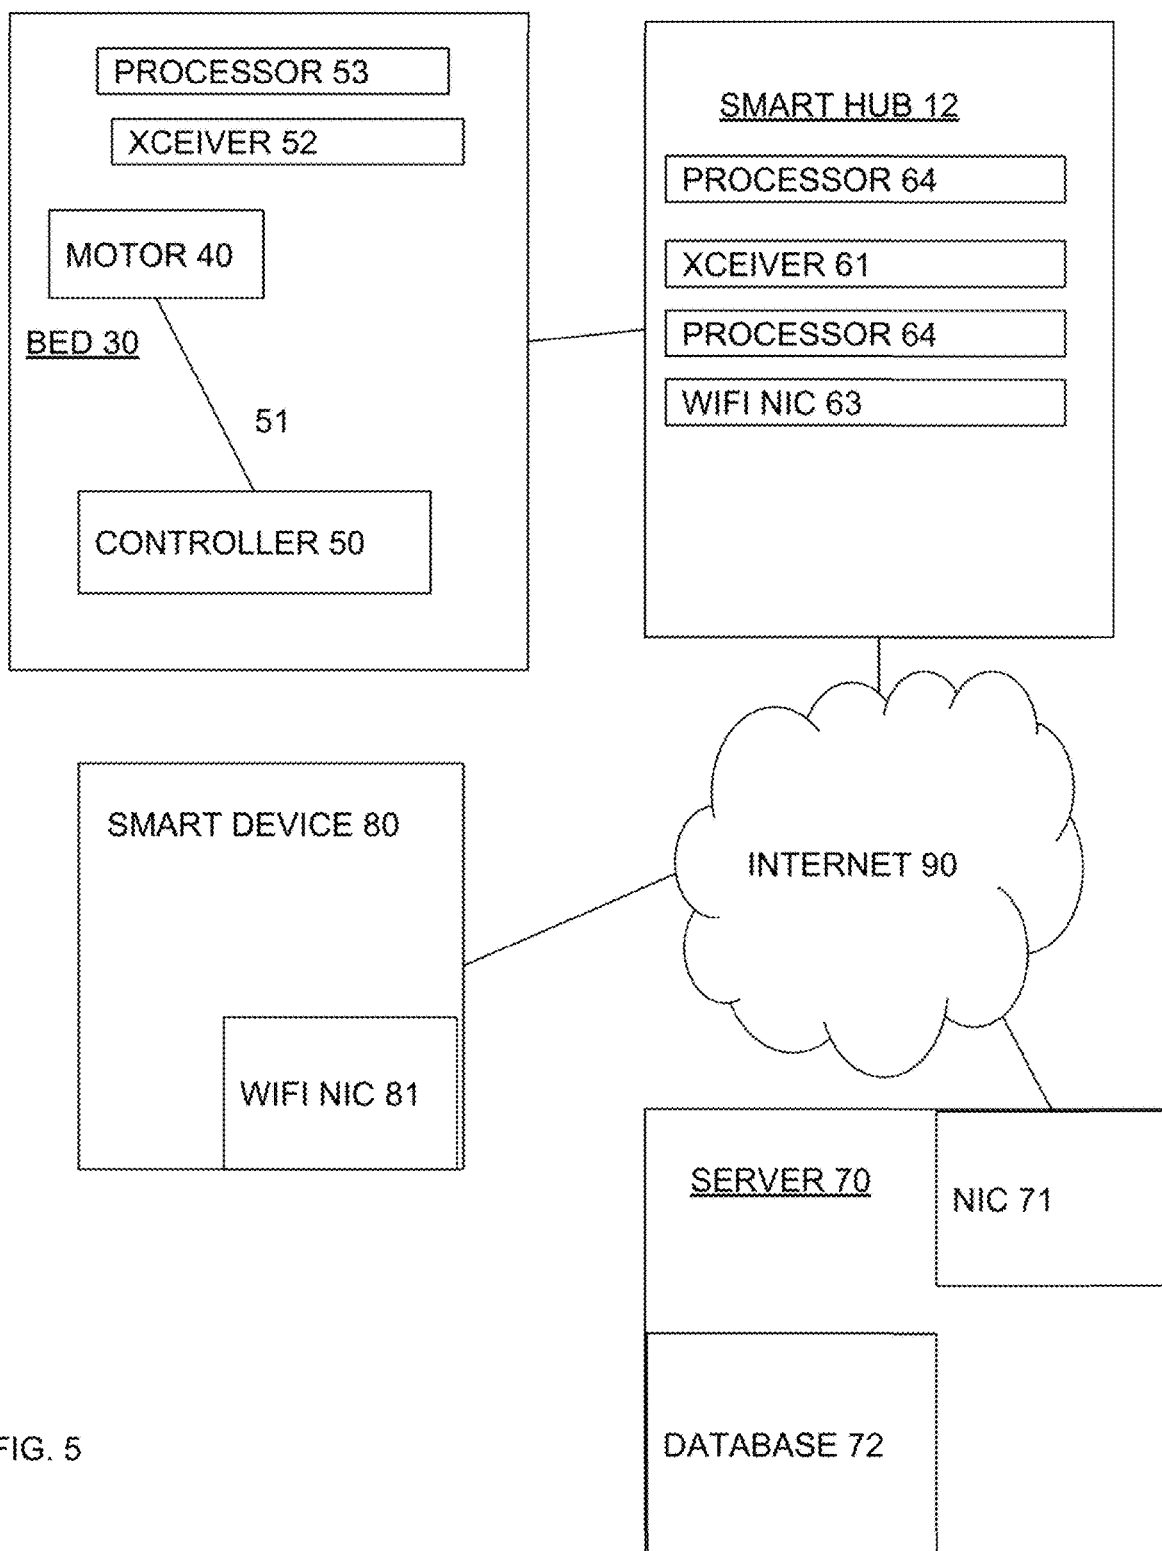 PROCESSOR 53
XCEIVER 52
MOTOR 40
BED 30
51
CONTROLLER 50
SMART HUB 12
PROCESSOR 64
XCEIVER 61
PROCESSOR 64
WIFI NIC 63
SMART DEVICE 80
WIFI NIC 81
INTERNET 90
SERVER 70
NIC 71
DATABASE 72
FIG. 5